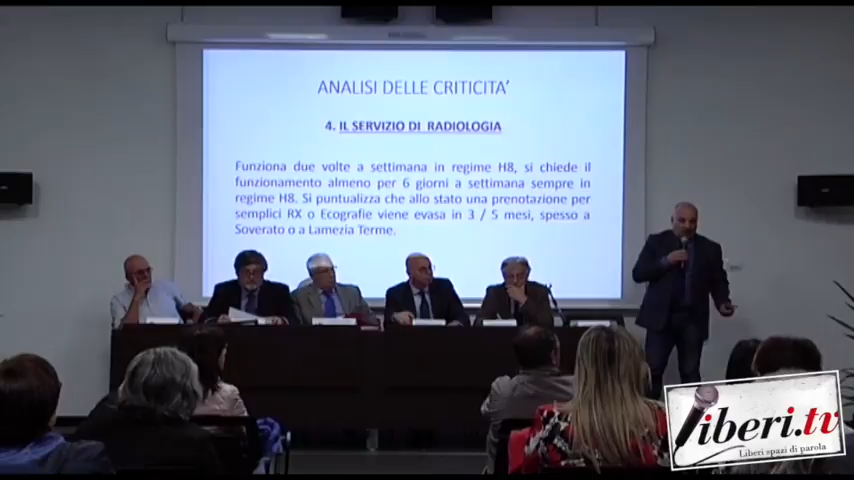 ANALISI DELLE CRITICITA'
4. IL SERVIZIO DI RADIOLOGIA
Funziona due volte a settimana in regime H8, si chiede il
funzionamento almeno per 6 giorni a settimana sempre in
regime H8. Si puntualizza che allo stato una prenotazione per
semplici RX o Ecografie viene evasa in 3 / 5 mesi, spesso a
Soverato o a Lamezia Terme.
liberi.tv
Liberi spazi di parola